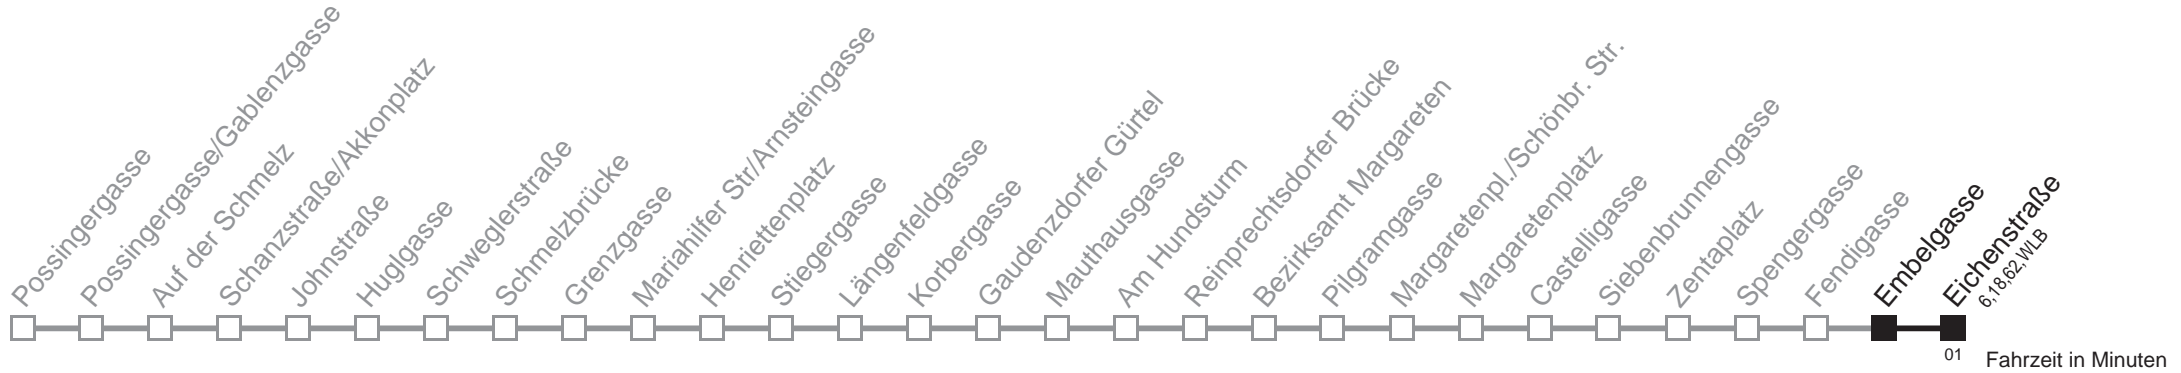 Possingergasse
Possingergasse/Gablenzgasse
Auf der Schmelz
Schanzstraße/Akkonplatz
Johnstraße
Huglgasse
Schweglerstraße
Schmelzbrücke
Grenzgasse
Mariahilfer Str/Arnsteingasse
Henriettenplatz
Stiegergasse
Längenfeldgasse
Korbergasse
Gaudenzdorfer Gürtel
Mauthausgasse
Am Hundsturm
Reinprechtsdorfer Brücke
Bezirksamt Margareten
Pilgramgasse
Margaretenpl./Schönbr. Str.
Margaretenplatz
Castelligasse
Siebenbrunnengasse
Zentaplatz
Spengergasse
Fendigasse
Embelgasse
Eichenstraße
6,18,62,WLB
01
Fahrzeit in Minuten